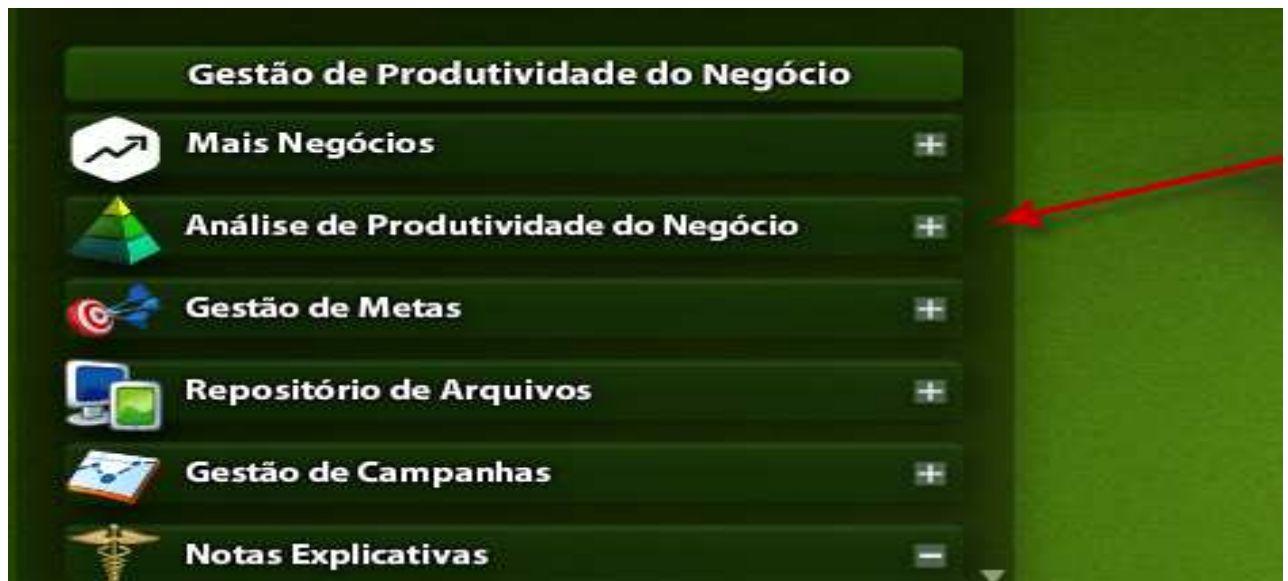 Gestão de Produtividade do Negócio
Mais Negócios
Análise de Produtividade do Negócio
Gestão de Metas
Repositório de Arquivos
Gestão de Campanhas
Notas Explicativas